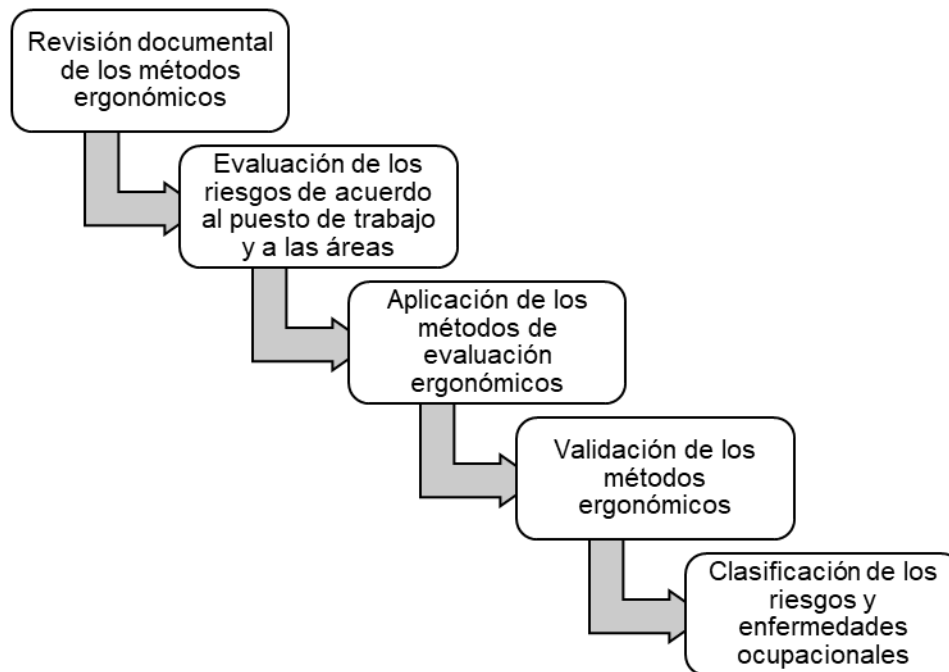 Revisión documental
de los métodos
ergonómicos
Evaluación de los
riesgos de acuerdo
al puesto de trabajo
y a las áreas
Aplicación de los
métodos de
evaluación
ergonómicos
Validación de los
métodos
ergonómicos
Clasificación de los
riesgos y
enfermedades
ocupacionales